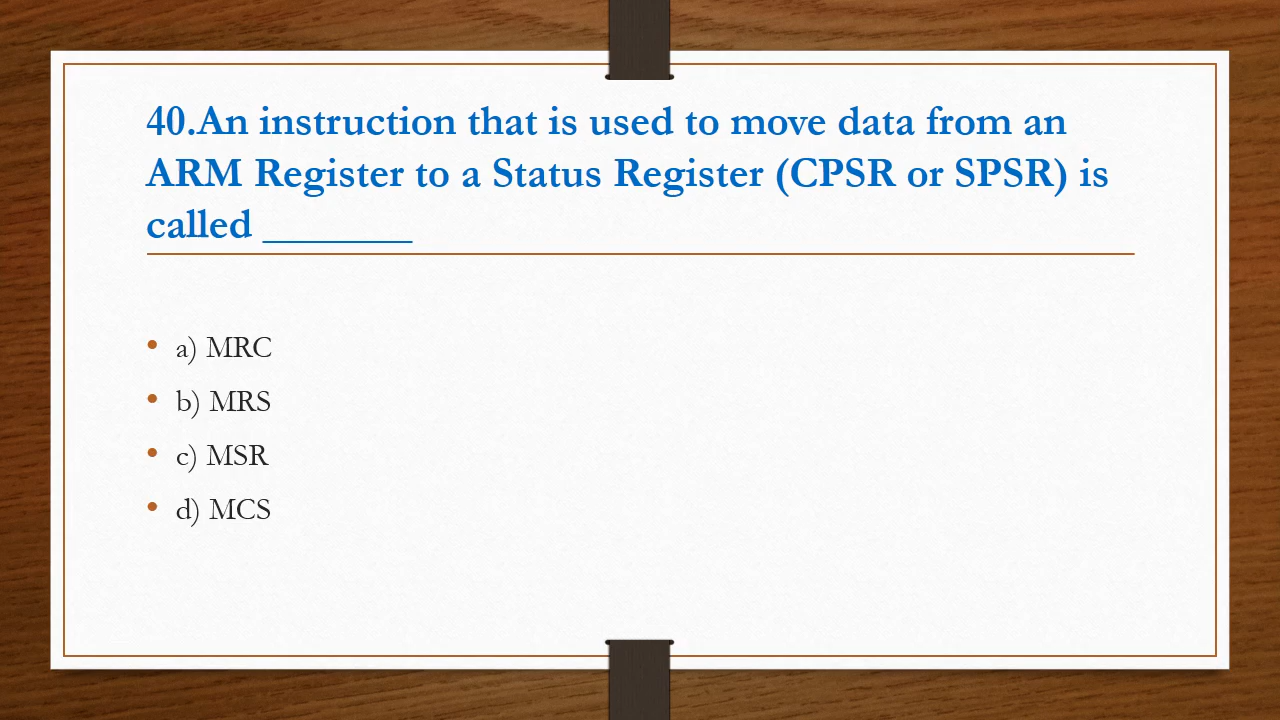 40.An instruction that is used to move data from an
ARM Register to a Status Register (CPSR or SPSR) is
called _______
• a) MRC
• b) MRS
• c) MSR
• d) MCS